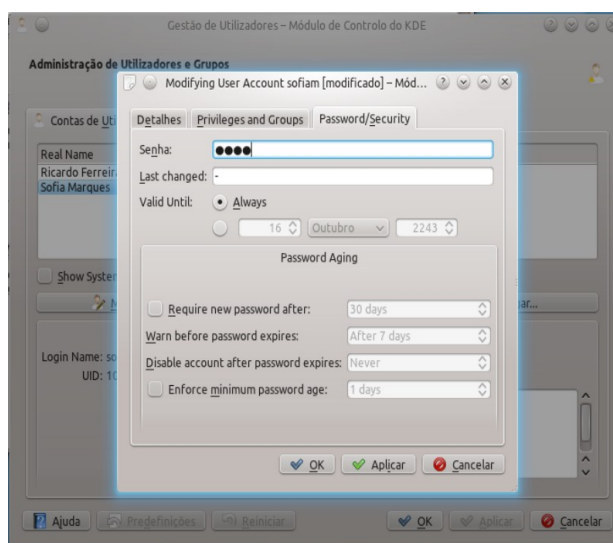 Gestão de Utilizadores – Módulo de Controlo do KDE
Administração de Utilizadores e Grupos
Modifying User Account sofiam [modificado] – Mód...
Contas de Uti
Detalhes Privileges and Groups Password/Security
Real Name
Ricardo Ferreira
Sofia Marques
Senha: ●●●●
Last changed: -
Valid Until: Always
16 Outubro 2243
Password Aging
Show System
Require new password after: 30 days
Warn before password expires: After 7 days
Disable account after password expires: Never
Enforce minimum password age: 1 days
Login Name: so
UID: 10
OK Aplicar Cancelar
Ajuda Predefinições Reiniciar OK Aplicar Cancelar